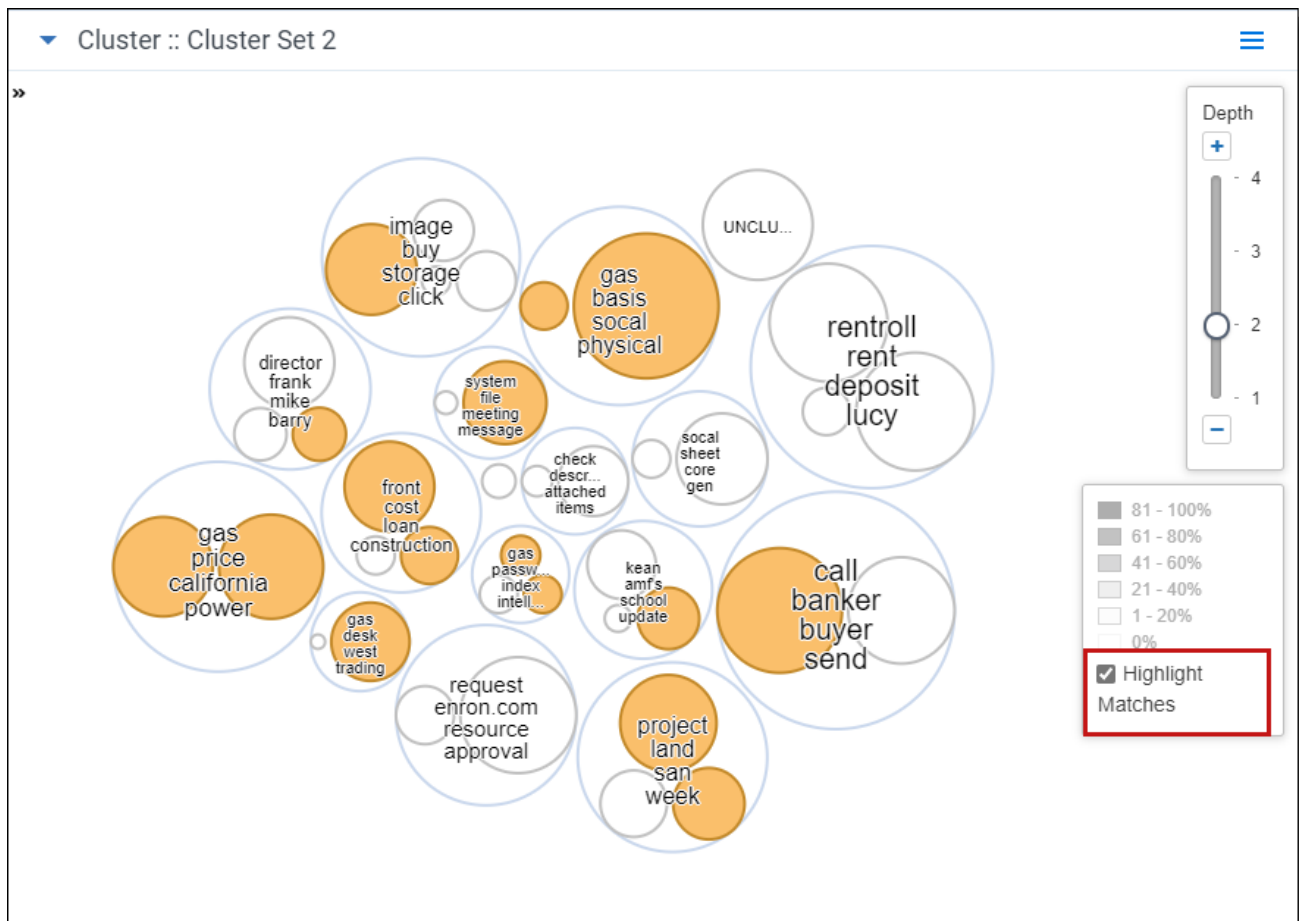 Cluster :: Cluster Set 2
»
Depth
+
4
3
2
1
−
image
buy
storage
click
gas
basis
socal
physical
UNCLU...
rentroll
rent
deposit
lucy
director
frank
mike
barry
system
file
meeting
message
socal
sheet
core
gen
check
descr...
attached
items
front
cost
loan
construction
gas
price
california
power
gas
passw...
index
intell...
kean
amf's
school
update
call
banker
buyer
send
gas
desk
west
trading
request
enron.com
resource
approval
project
land
san
week
81 - 100%
61 - 80%
41 - 60%
21 - 40%
1 - 20%
0%
Highlight
Matches